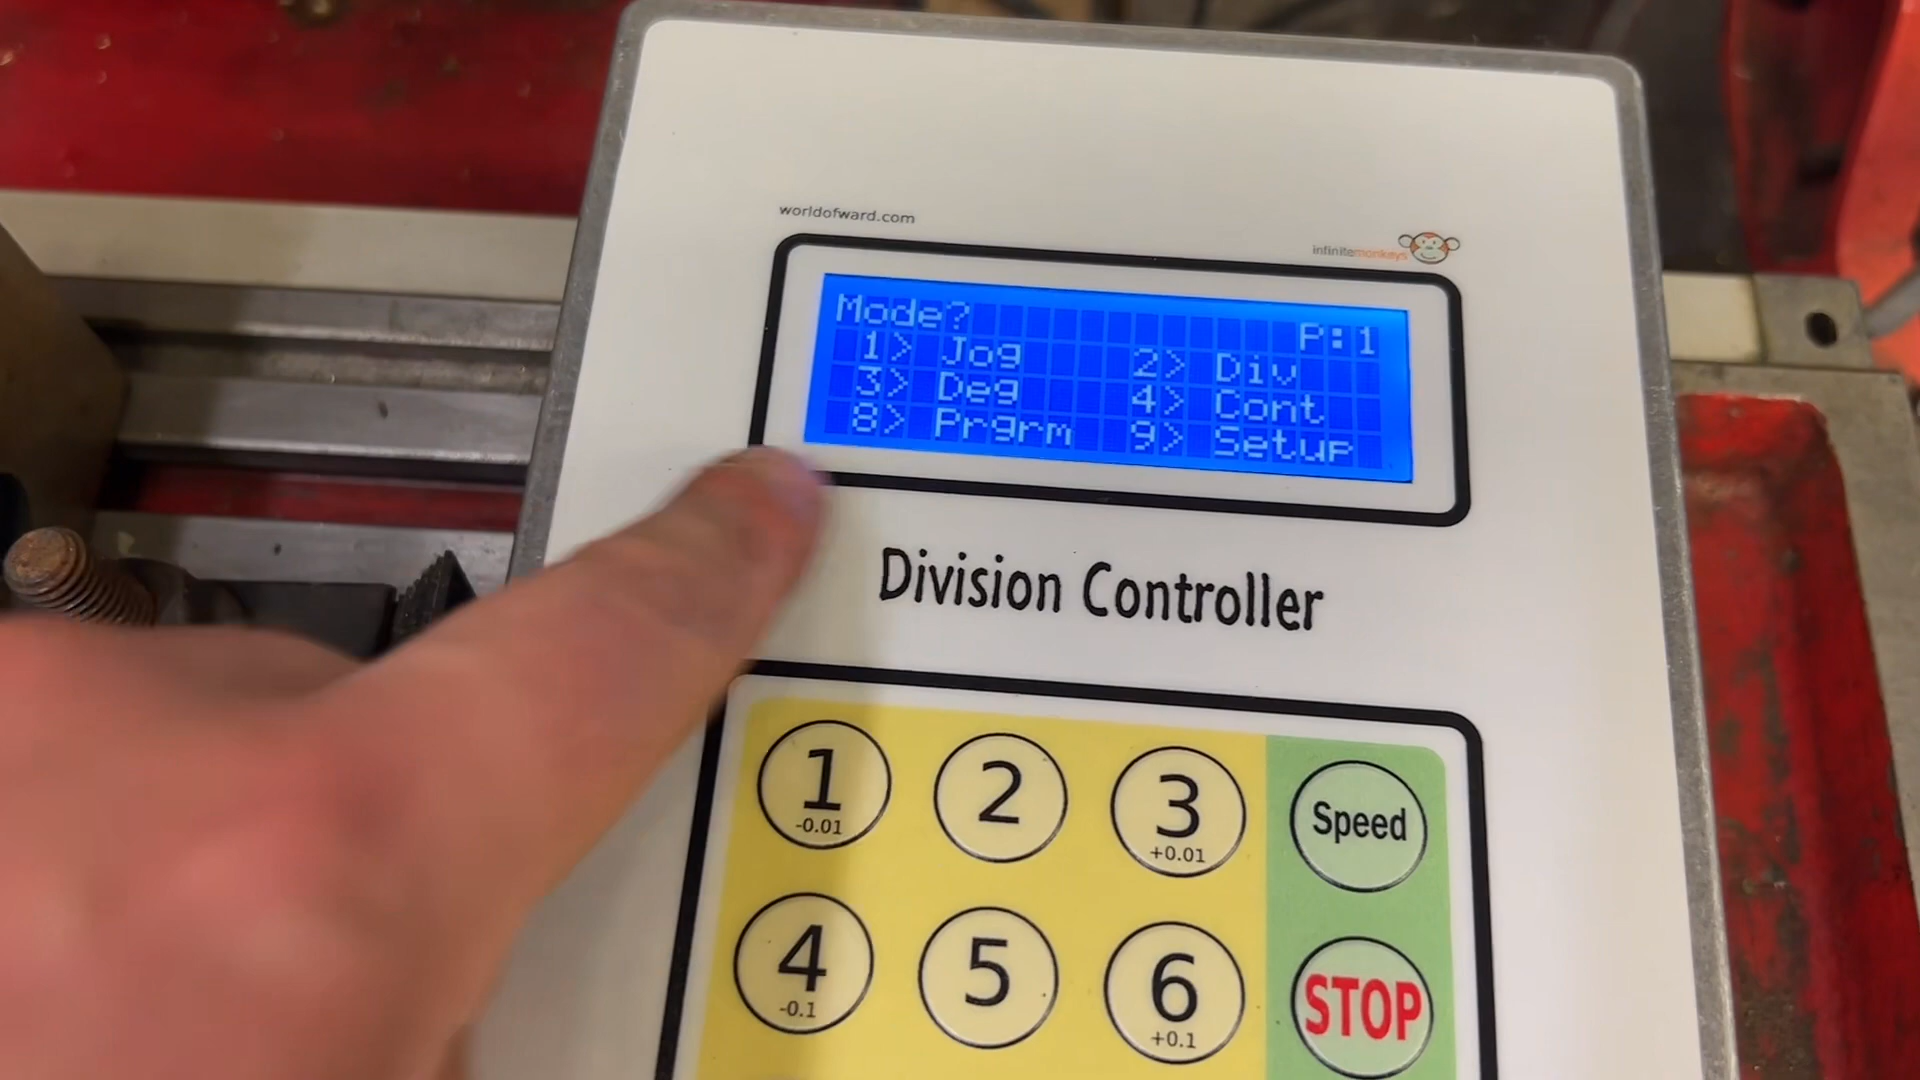 worldofward.com
infinitemonkeys
Mode? P:1
1> Jog 2> Div
3> Deg 4> Cont
8> Prgrm 9> Setup
Division Controller
1 2 3 Speed
-0.01 +0.01
4 5 6 STOP
-0.1 +0.1